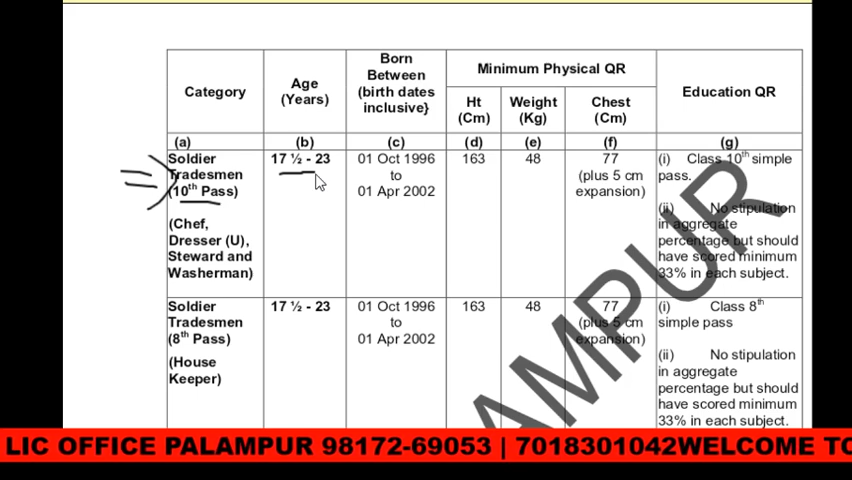 Category
Age
(Years)
Born
Between
(birth dates
inclusive}
Minimum Physical QR
Education QR
Ht
(Cm)
Weight
(Kg)
Chest
(Cm)
(a)
(b)
(c)
(d)
(e)
(f)
(g)
Soldier
Tradesmen
(10th Pass)
(Chef,
Dresser (U),
Steward and
Washerman)
17 ½ - 23
01 Oct 1996
to
01 Apr 2002
163
48
77
(plus 5 cm
expansion)
(i) Class 10th simple
pass.
(ii) No stipulation
in aggregate
percentage but should
have scored minimum
33% in each subject.
Soldier
Tradesmen
(8th Pass)
(House
Keeper)
17 ½ - 23
01 Oct 1996
to
01 Apr 2002
163
48
77
(plus 5 cm
expansion)
(i) Class 8th
simple pass
(ii) No stipulation
in aggregate
percentage but should
have scored minimum
33% in each subject.
AMPUR
LIC OFFICE PALAMPUR 98172-69053 | 7018301042WELCOME TO